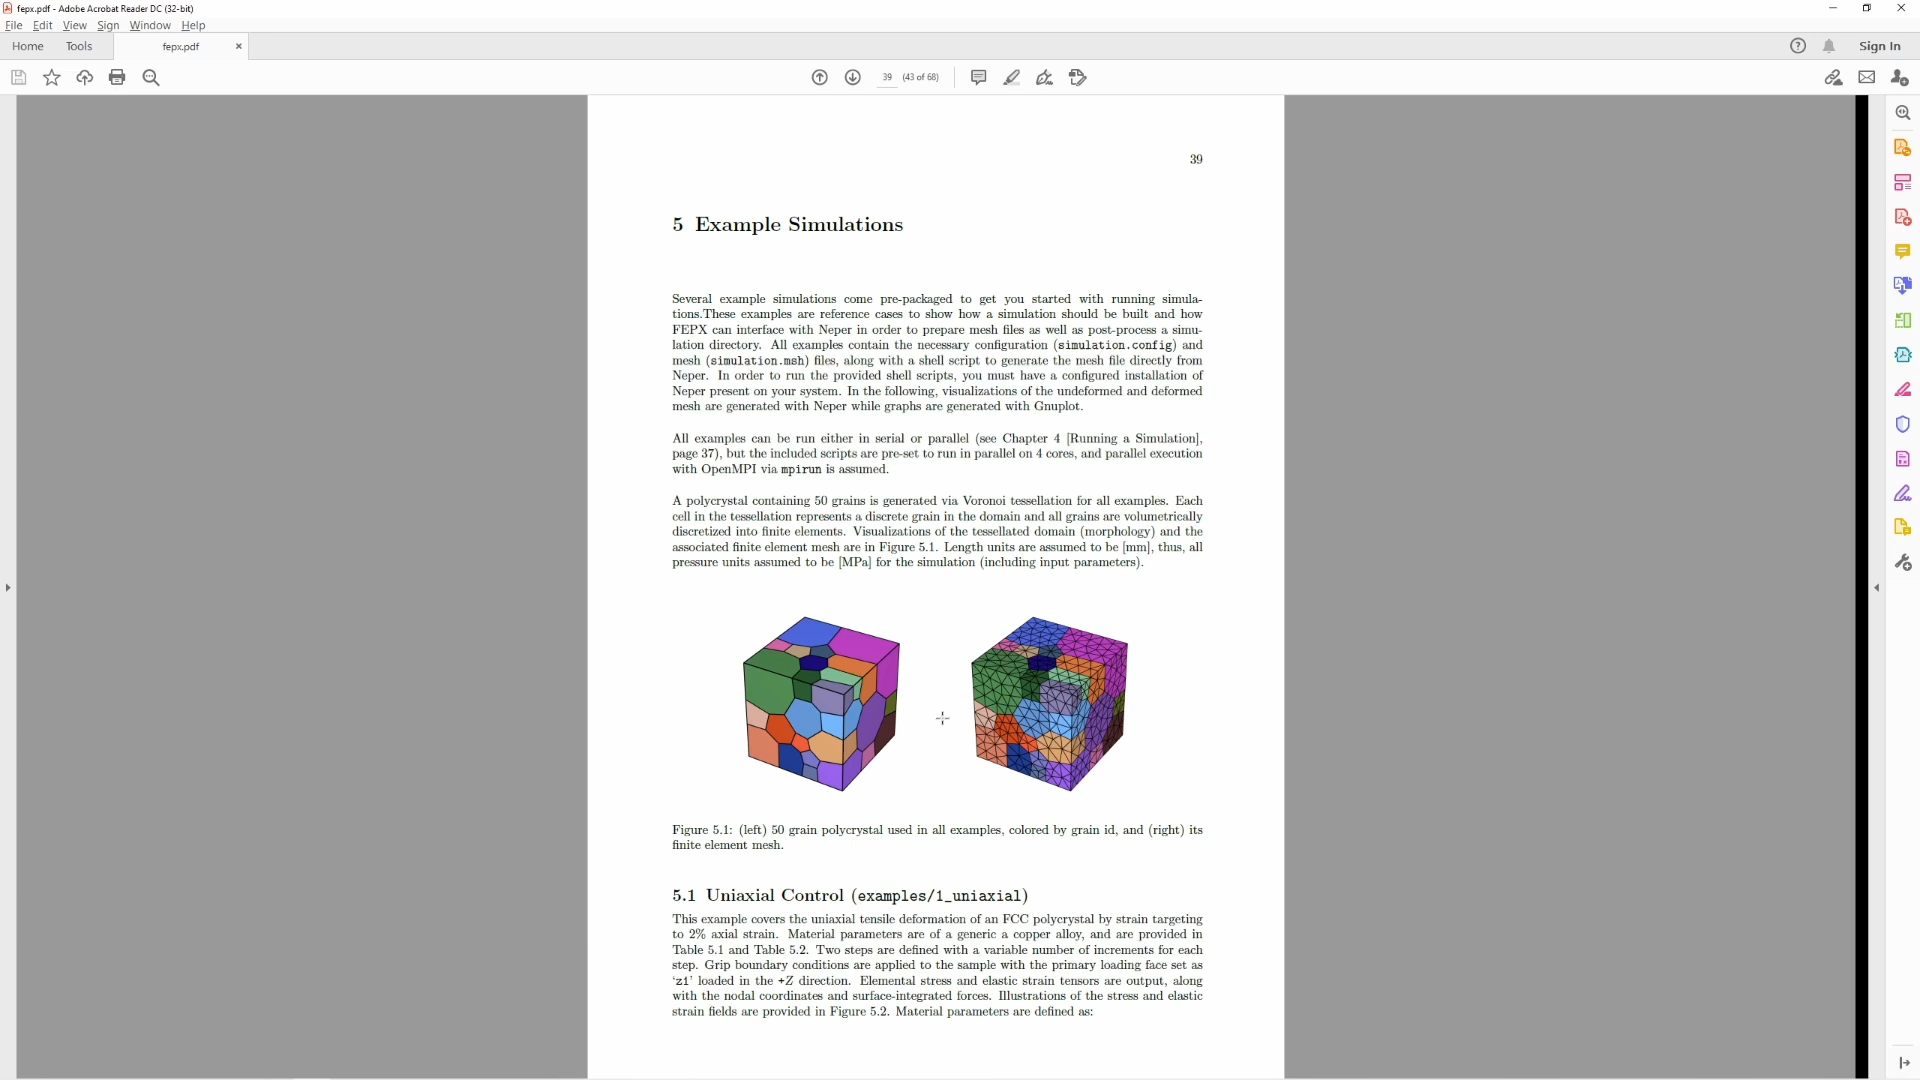 fepx.pdf - Adobe Acrobat Reader DC (32-bit)
File Edit View Sign Window Help
Home Tools fepx.pdf × Sign In
39 (43 of 68)
39
5 Example Simulations
Several example simulations come pre-packaged to get you started with running simula-
tions.These examples are reference cases to show how a simulation should be built and how
FEPX can interface with Neper in order to prepare mesh files as well as post-process a simu-
lation directory. All examples contain the necessary configuration (simulation.config) and
mesh (simulation.msh) files, along with a shell script to generate the mesh file directly from
Neper. In order to run the provided shell scripts, you must have a configured installation of
Neper present on your system. In the following, visualizations of the undeformed and deformed
mesh are generated with Neper while graphs are generated with Gnuplot.
All examples can be run either in serial or parallel (see Chapter 4 [Running a Simulation],
page 37), but the included scripts are pre-set to run in parallel on 4 cores, and parallel execution
with OpenMPI via mpirun is assumed.
A polycrystal containing 50 grains is generated via Voronoi tessellation for all examples. Each
cell in the tessellation represents a discrete grain in the domain and all grains are volumetrically
discretized into finite elements. Visualizations of the tessellated domain (morphology) and the
associated finite element mesh are in Figure 5.1. Length units are assumed to be [mm], thus, all
pressure units assumed to be [MPa] for the simulation (including input parameters).
Figure 5.1: (left) 50 grain polycrystal used in all examples, colored by grain id, and (right) its
finite element mesh.
5.1 Uniaxial Control (examples/1_uniaxial)
This example covers the uniaxial tensile deformation of an FCC polycrystal by strain targeting
to 2% axial strain. Material parameters are of a generic a copper alloy, and are provided in
Table 5.1 and Table 5.2. Two steps are defined with a variable number of increments for each
step. Grip boundary conditions are applied to the sample with the primary loading face set as
‘z1’ loaded in the +Z direction. Elemental stress and elastic strain tensors are output, along
with the nodal coordinates and surface-integrated forces. Illustrations of the stress and elastic
strain fields are provided in Figure 5.2. Material parameters are defined as: